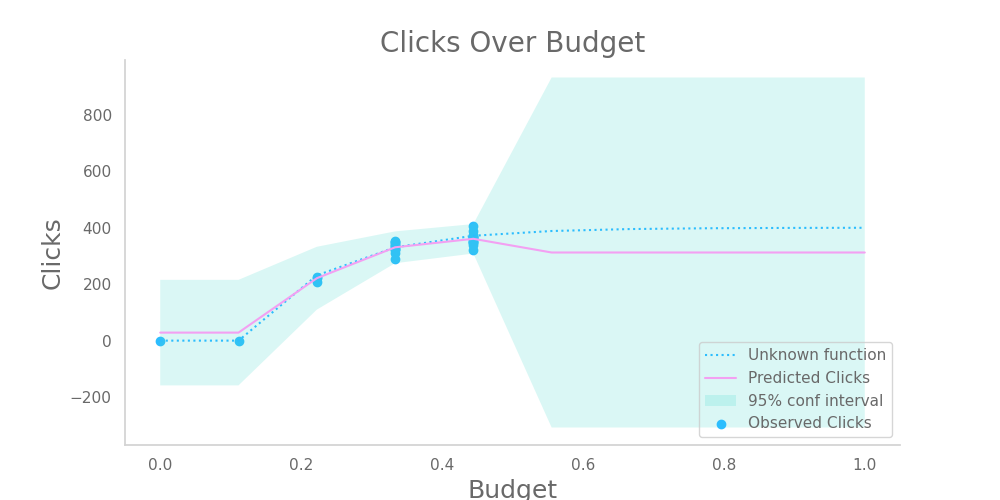 Clicks Over Budget
Clicks
800
600
400
200
0
−200
0.0 0.2 0.4 0.6 0.8 1.0
Budget
Unknown function
Predicted Clicks
95% conf interval
Observed Clicks